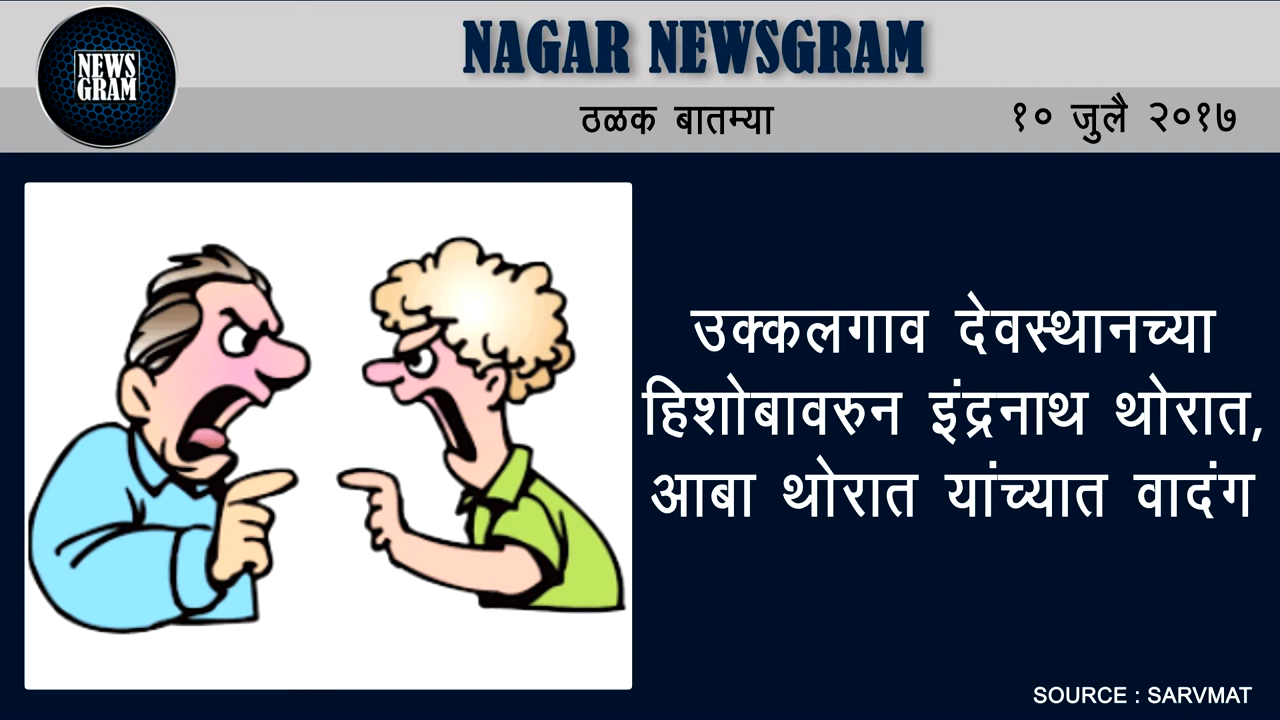 NEWS
GRAM
NAGAR NEWSGRAM
ठळक बातम्या
१० जुलै २०१७
उक्कलगाव देवस्थानच्या
हिशोबावरुन इंद्रनाथ थोरात,
आबा थोरात यांच्यात वादंग
SOURCE : SARVMAT